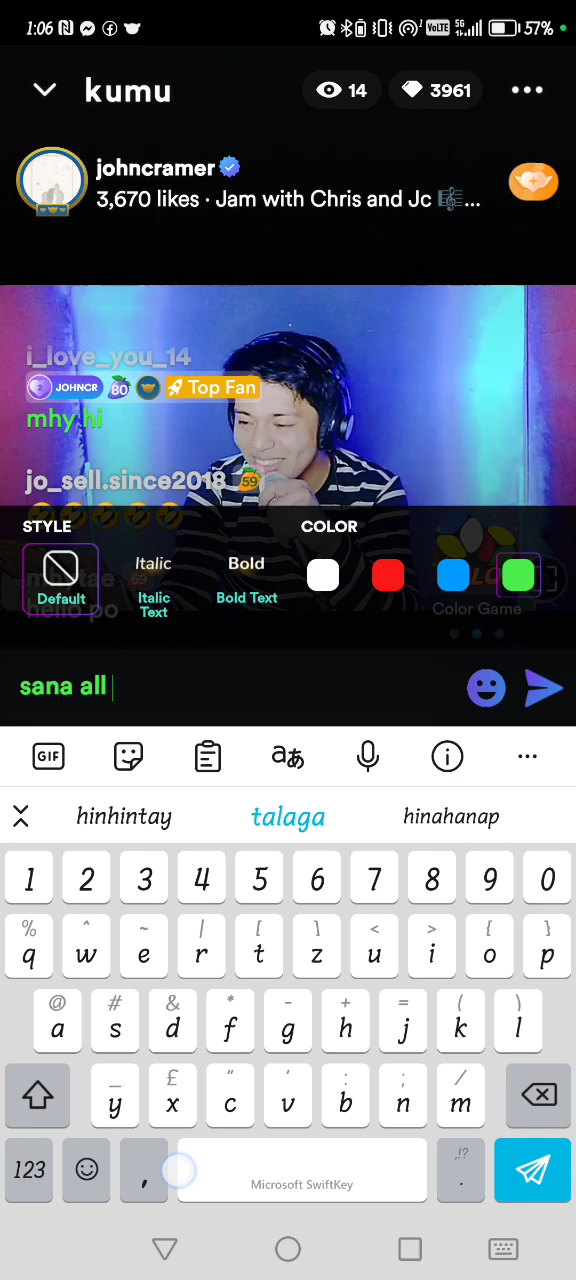 1:06 VoLTE 5G 57%
kumu 14 3961
johncramer
3,670 likes · Jam with Chris and Jc ...
i_love_you_14
JOHNCR 80 Top Fan
mhy hi
jo_sell.since2018 59
STYLE COLOR
Default
Italic
Italic Text
Bold
Bold Text
hello po
Color Game
sana all
GIF
hinhintay talaga hinahanap
1 2 3 4 5 6 7 8 9 0
% ^ ~ | [ ] < > { }
q w e r t z u i o p
@ # & * - + = ( )
a s d f g h j k l
_ £ " ' : ; /
y x c v b n m
123 , Microsoft SwiftKey ,!? .